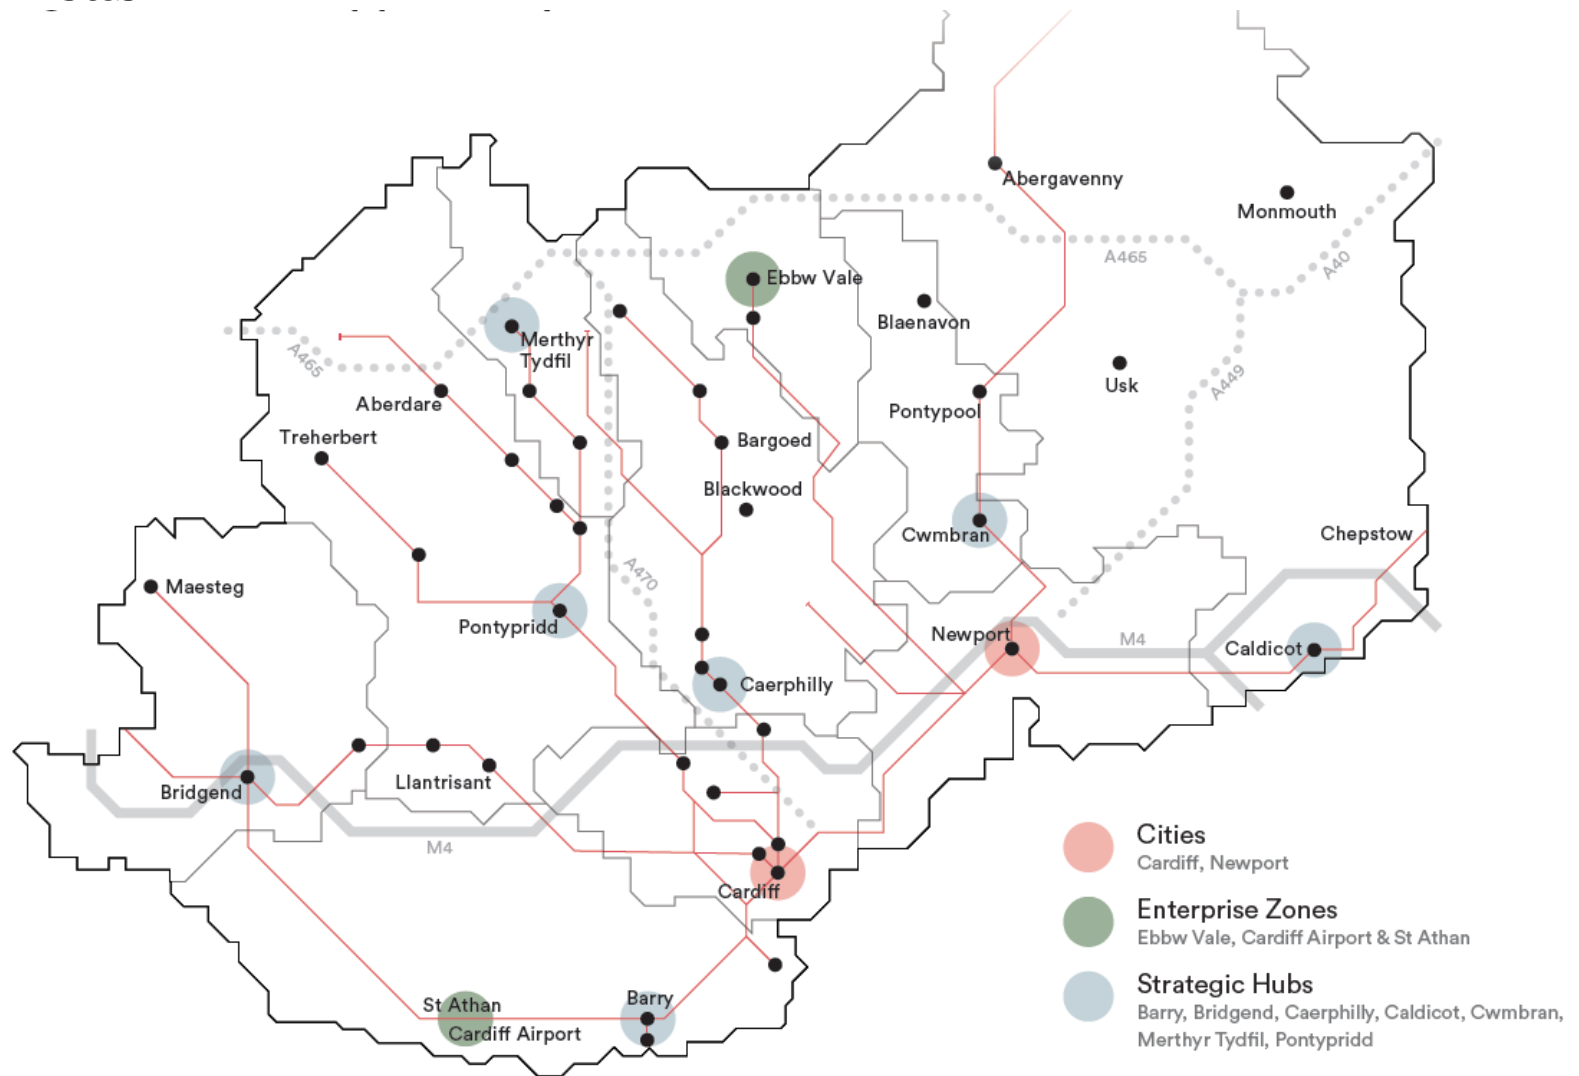 Abergavenny
Monmouth
A465
A40
Ebbw Vale
Blaenavon
Merthyr
Tydfil
A465
Usk
A449
Aberdare
Pontypool
Treherbert
Bargoed
Blackwood
Cwmbran
Chepstow
A470
Maesteg
Pontypridd
Newport
M4
Caldicot
Caerphilly
Llantrisant
Bridgend
M4
Cardiff
St Athan
Barry
Cardiff Airport
Cities
Cardiff, Newport
Enterprise Zones
Ebbw Vale, Cardiff Airport & St Athan
Strategic Hubs
Barry, Bridgend, Caerphilly, Caldicot, Cwmbran,
Merthyr Tydfil, Pontypridd